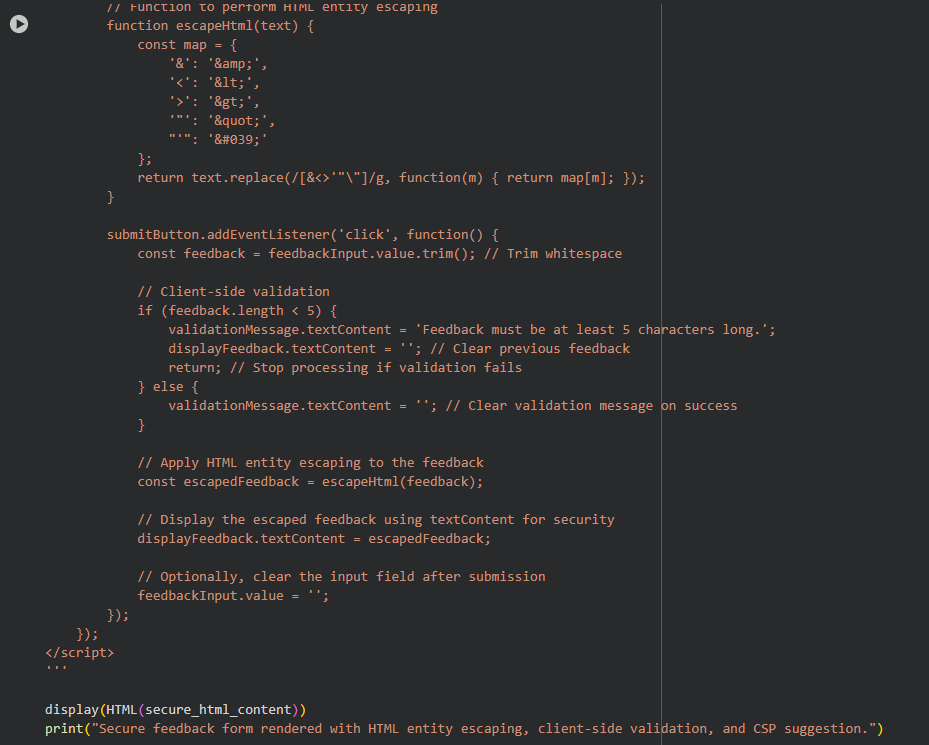 // Function to perform HTML entity escaping
function escapeHtml(text) {
const map = {
'&': '&amp;',
'<': '&lt;',
'>': '&gt;',
'"': '&quot;',
"'": '&#039;'
};
return text.replace(/[&<>'"\"]/g, function(m) { return map[m]; });
}
submitButton.addEventListener('click', function() {
const feedback = feedbackInput.value.trim(); // Trim whitespace
// Client-side validation
if (feedback.length < 5) {
validationMessage.textContent = 'Feedback must be at least 5 characters long.';
displayFeedback.textContent = ''; // Clear previous feedback
return; // Stop processing if validation fails
} else {
validationMessage.textContent = ''; // Clear validation message on success
}
// Apply HTML entity escaping to the feedback
const escapedFeedback = escapeHtml(feedback);
// Display the escaped feedback using textContent for security
displayFeedback.textContent = escapedFeedback;
// Optionally, clear the input field after submission
feedbackInput.value = '';
});
});
</script>
'''
display(HTML(secure_html_content))
print("Secure feedback form rendered with HTML entity escaping, client-side validation, and CSP suggestion.")